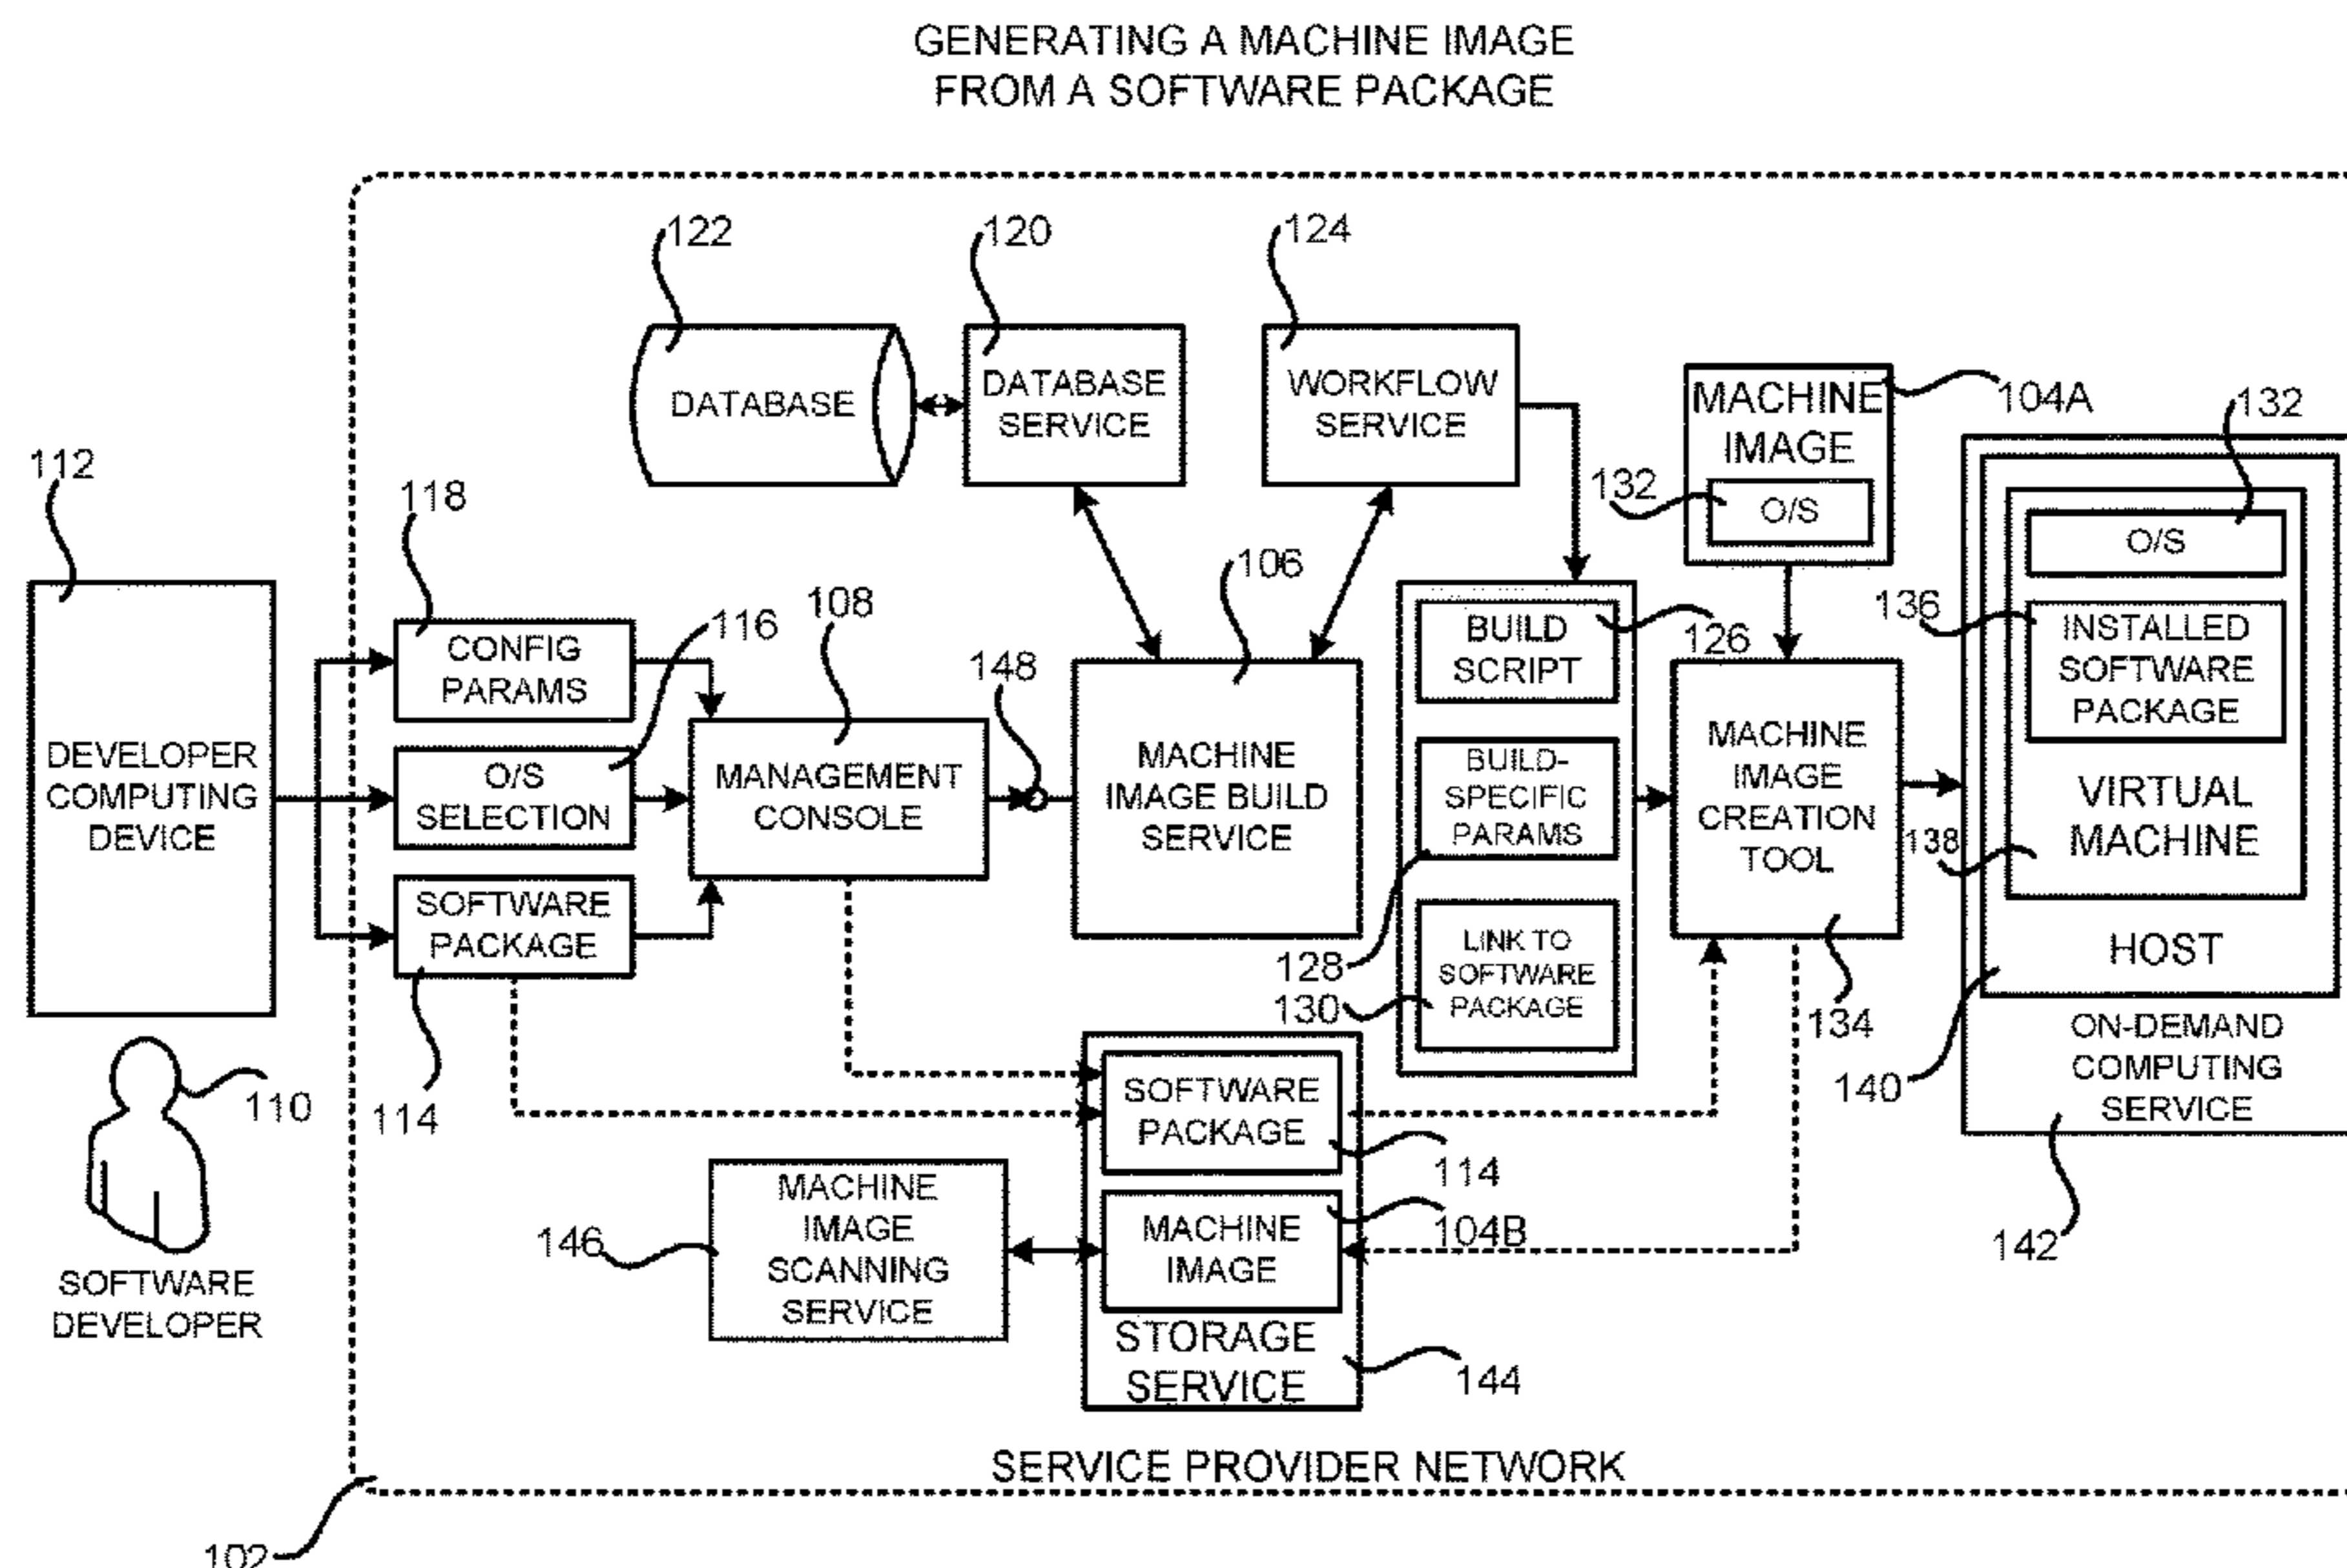 GENERATING A MACHINE IMAGE
FROM A SOFTWARE PACKAGE
122
120
124
DATABASE
DATABASE
SERVICE
WORKFLOW
SERVICE
MACHINE
IMAGE
O/S
104A
132
132
112
DEVELOPER
COMPUTING
DEVICE
118
CONFIG
PARAMS
116
O/S
SELECTION
SOFTWARE
PACKAGE
114
108
MANAGEMENT
CONSOLE
148
106
MACHINE
IMAGE BUILD
SERVICE
BUILD
SCRIPT
126
BUILD-
SPECIFIC
PARAMS
128
LINK TO
SOFTWARE
PACKAGE
130
MACHINE
IMAGE
CREATION
TOOL
134
O/S
136
INSTALLED
SOFTWARE
PACKAGE
VIRTUAL
MACHINE
138
HOST
140
ON-DEMAND
COMPUTING
SERVICE
142
110
SOFTWARE
DEVELOPER
SOFTWARE
PACKAGE
114
146
MACHINE
IMAGE
SCANNING
SERVICE
MACHINE
IMAGE
104B
STORAGE
SERVICE
144
SERVICE PROVIDER NETWORK
102